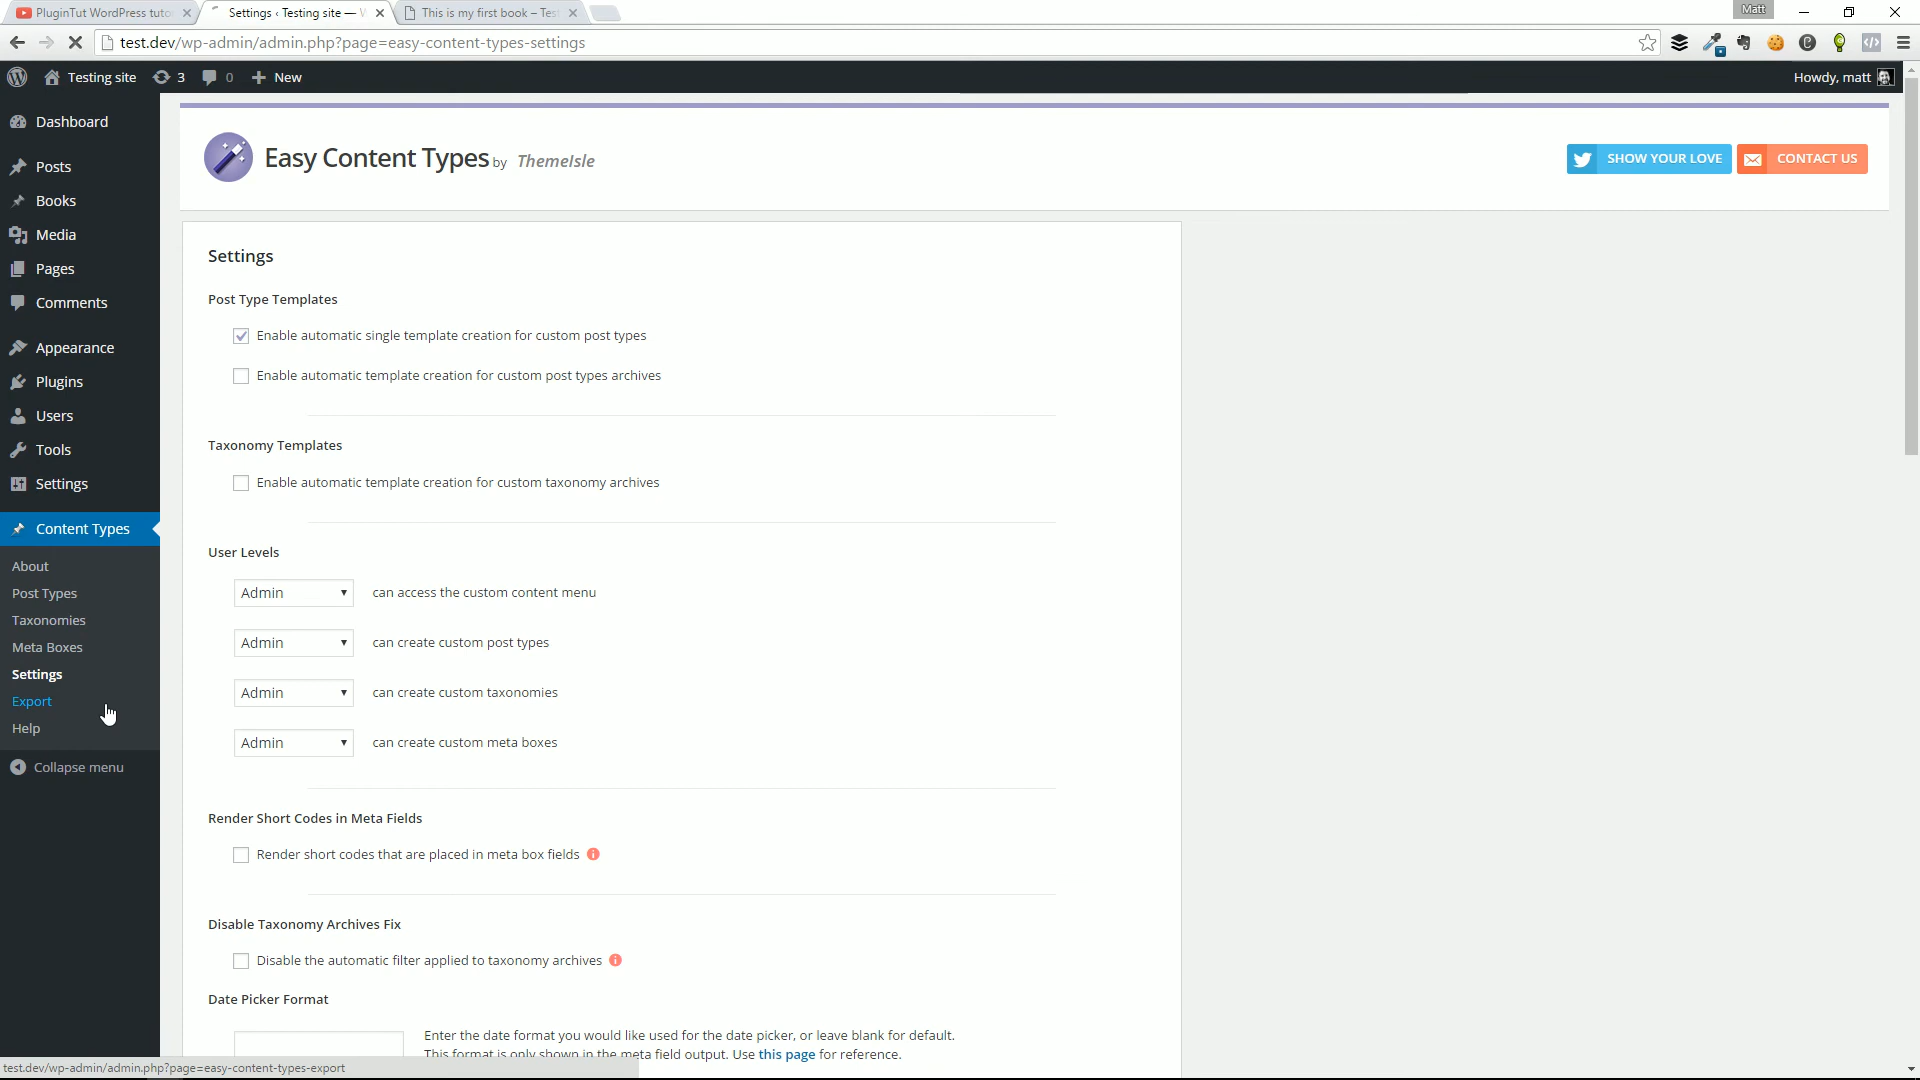 PluginTut WordPress tuto
Settings ‹ Testing site —
This is my first book – Tes
Matt
test.dev/wp-admin/admin.php?page=easy-content-types-settings
Testing site
3
0
New
Howdy, matt
Dashboard
Posts
Books
Media
Pages
Comments
Appearance
Plugins
Users
Tools
Settings
Content Types
About
Post Types
Taxonomies
Meta Boxes
Settings
Export
Help
Collapse menu
Easy Content Types by ThemeIsle
SHOW YOUR LOVE
CONTACT US
Settings
Post Type Templates
Enable automatic single template creation for custom post types
Enable automatic template creation for custom post types archives
Taxonomy Templates
Enable automatic template creation for custom taxonomy archives
User Levels
Admin can access the custom content menu
Admin can create custom post types
Admin can create custom taxonomies
Admin can create custom meta boxes
Render Short Codes in Meta Fields
Render short codes that are placed in meta box fields
Disable Taxonomy Archives Fix
Disable the automatic filter applied to taxonomy archives
Date Picker Format
Enter the date format you would like used for the date picker, or leave blank for default.
This format is only shown in the meta field output. Use this page for reference.
test.dev/wp-admin/admin.php?page=easy-content-types-export